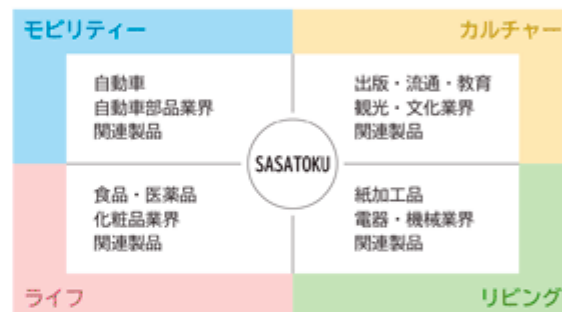 モビリティー
カルチャー
自動車
自動車部品業界
関連製品
出版・流通・教育
観光・文化業界
関連製品
SASATOKU
食品・医薬品
化粧品業界
関連製品
紙加工品
電器・機械業界
関連製品
ライフ
リビング